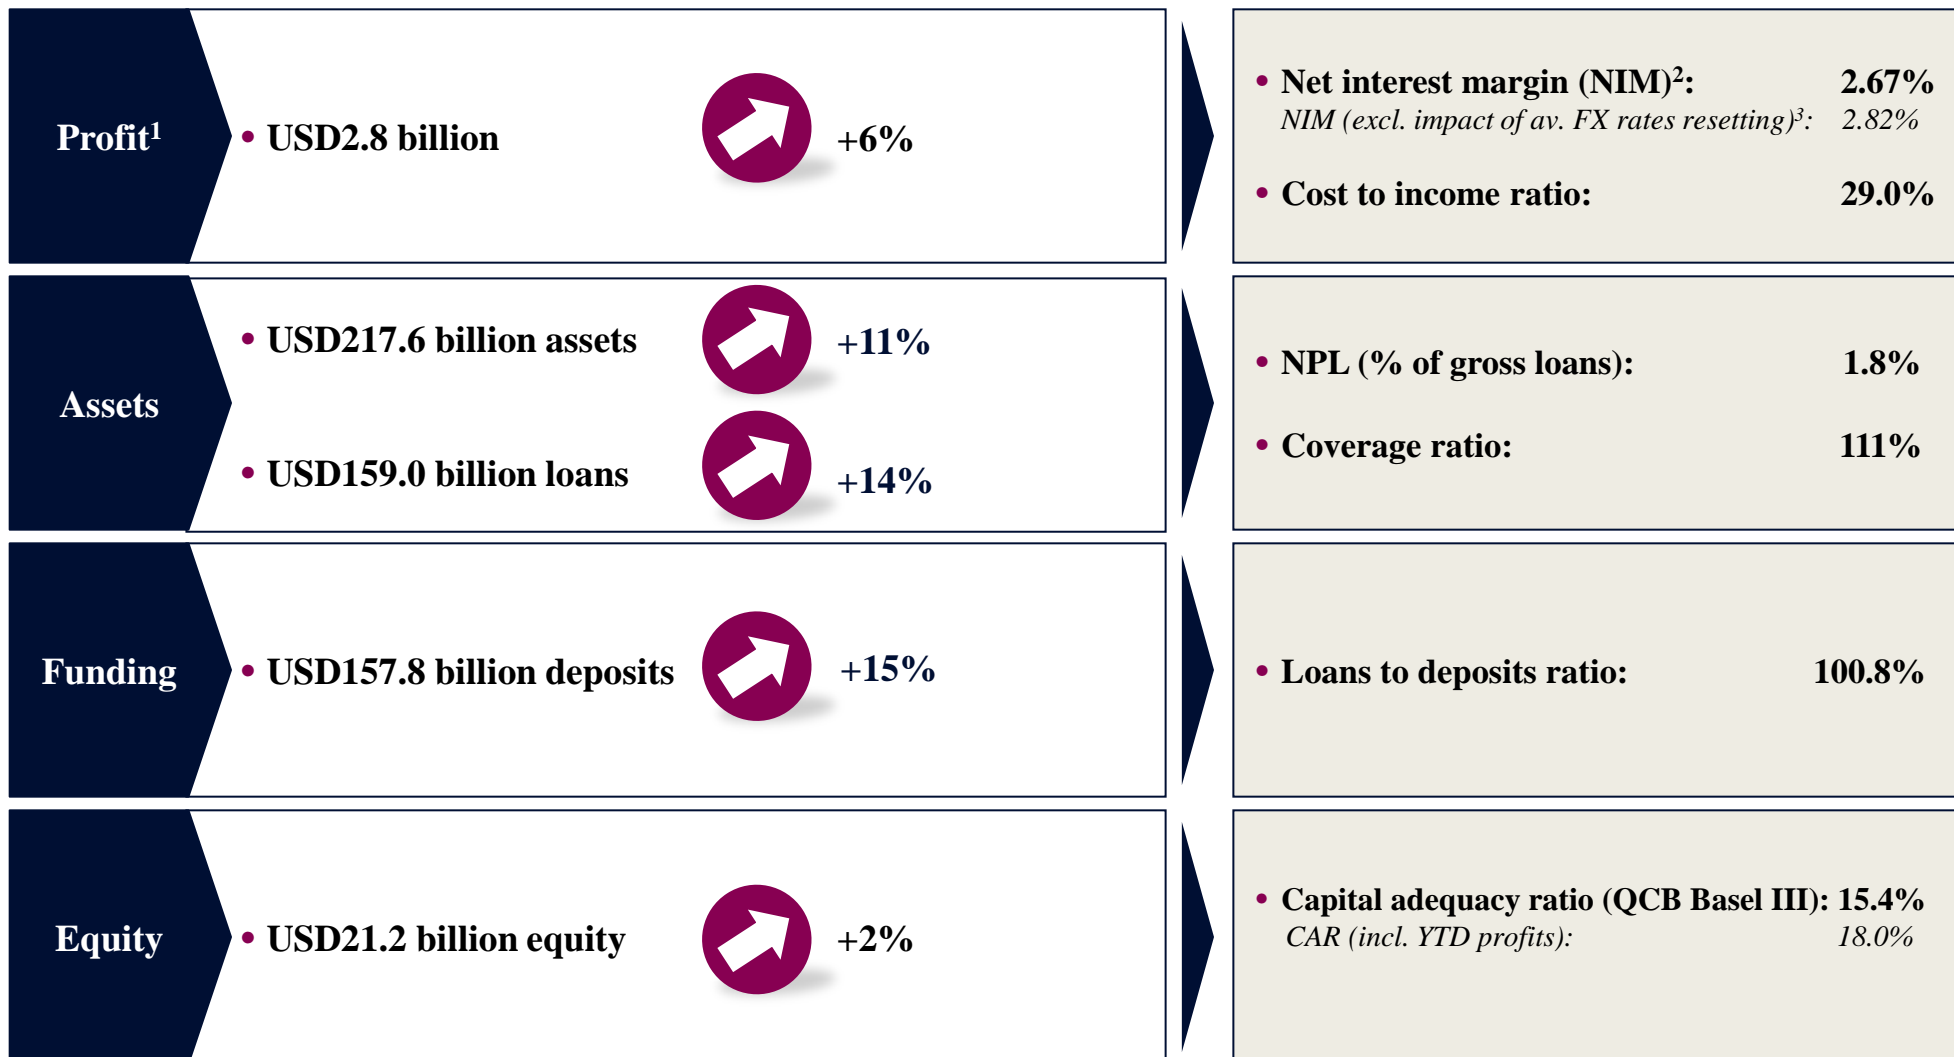 Profit¹
• USD2.8 billion
+6%
• Net interest margin (NIM)²: 2.67%
NIM (excl. impact of av. FX rates resetting)³: 2.82%
• Cost to income ratio: 29.0%
Assets
• USD217.6 billion assets
+11%
• USD159.0 billion loans
+14%
• NPL (% of gross loans): 1.8%
• Coverage ratio: 111%
Funding
• USD157.8 billion deposits
+15%
• Loans to deposits ratio: 100.8%
Equity
• USD21.2 billion equity
+2%
• Capital adequacy ratio (QCB Basel III): 15.4%
CAR (incl. YTD profits): 18.0%